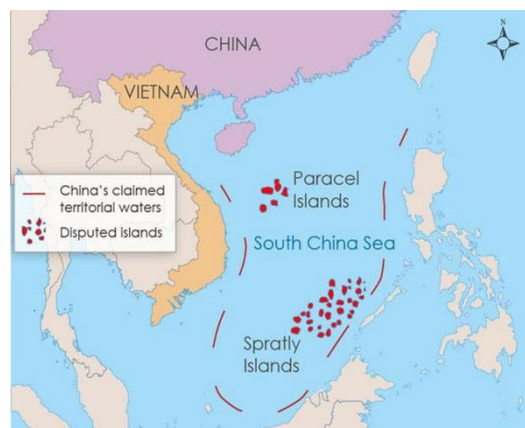 CHINA
VIETNAM
China's claimed
territorial waters
Disputed islands
Paracel
Islands
South China Sea
Spratly
Islands